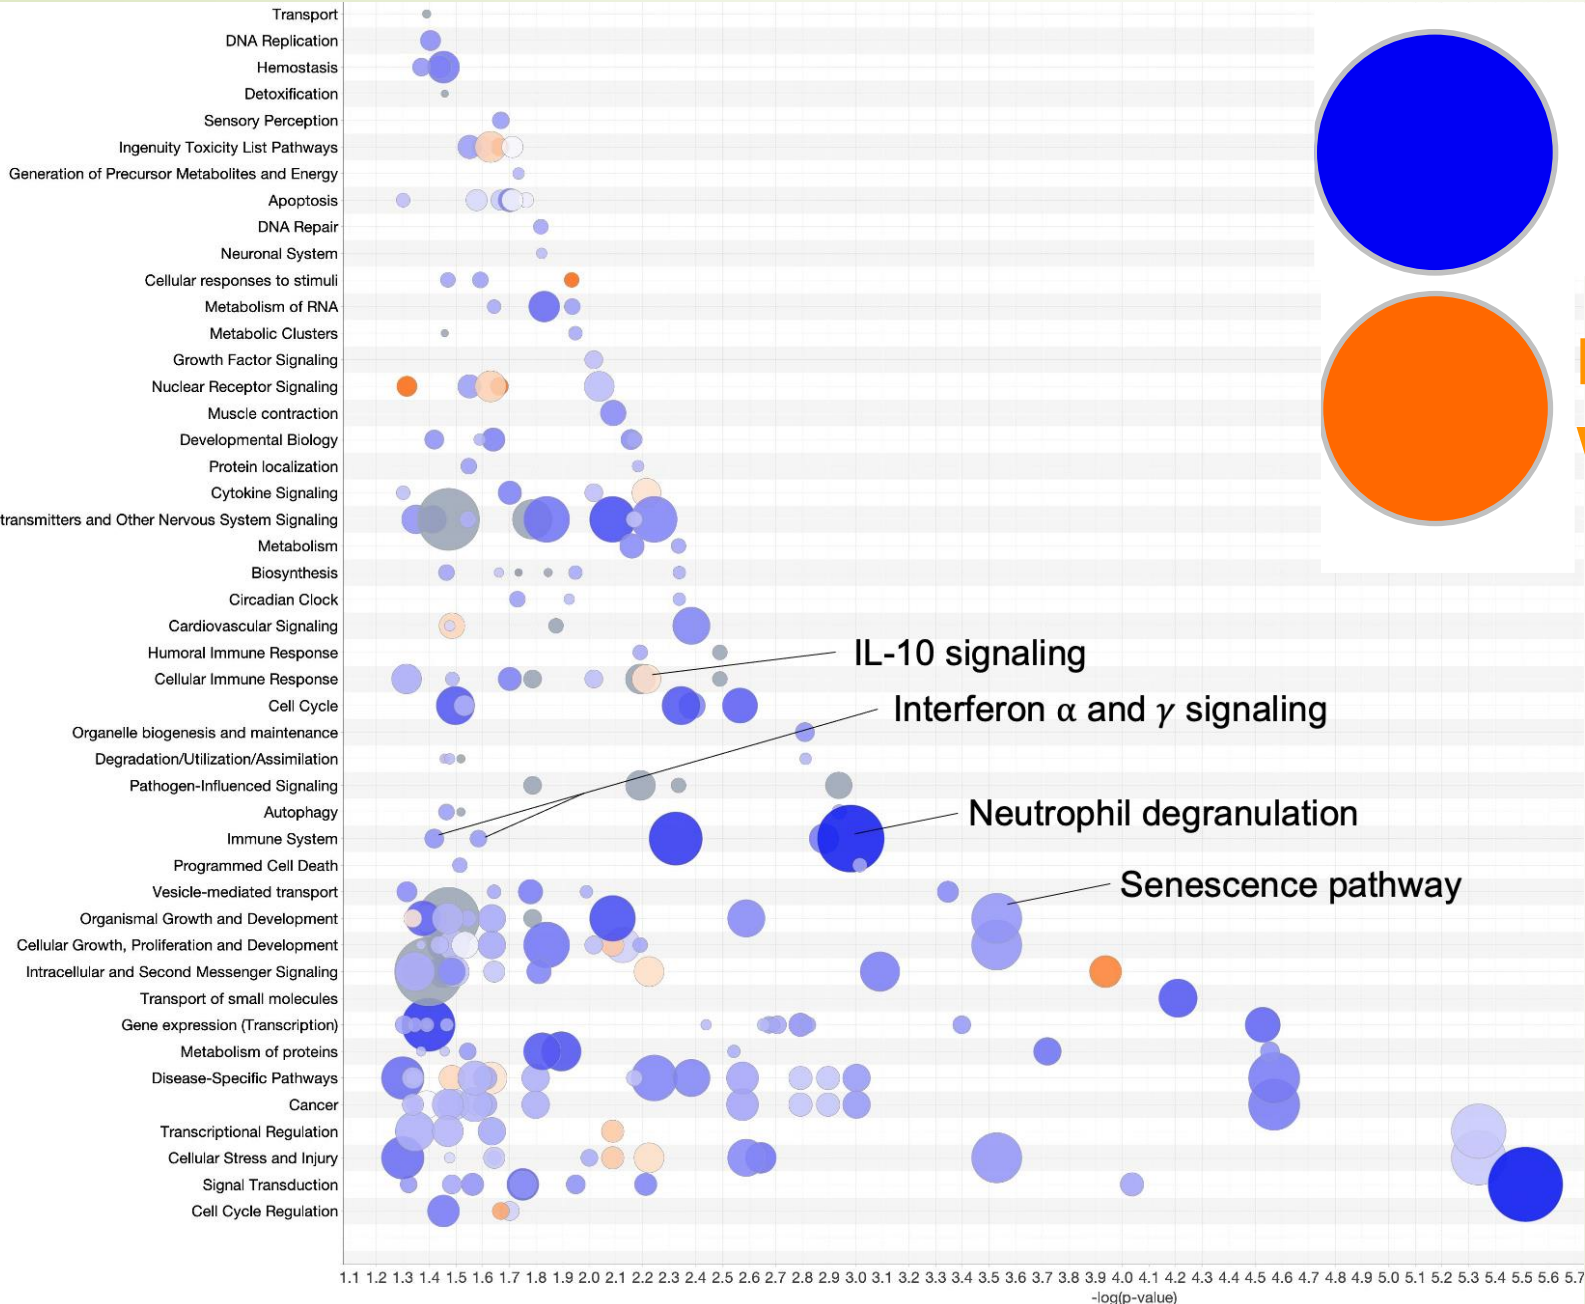 Transport
DNA Replication
Hemostasis
Detoxification
Sensory Perception
Ingenuity Toxicity List Pathways
Generation of Precursor Metabolites and Energy
Apoptosis
DNA Repair
Neuronal System
Cellular responses to stimuli
Metabolism of RNA
Metabolic Clusters
Growth Factor Signaling
Nuclear Receptor Signaling
Muscle contraction
Developmental Biology
Protein localization
Cytokine Signaling
transmitters and Other Nervous System Signaling
Metabolism
Biosynthesis
Circadian Clock
Cardiovascular Signaling
Humoral Immune Response
IL-10 signaling
Cellular Immune Response
Cell Cycle
Interferon α and γ signaling
Organelle biogenesis and maintenance
Degradation/Utilization/Assimilation
Pathogen-Influenced Signaling
Autophagy
Neutrophil degranulation
Immune System
Programmed Cell Death
Senescence pathway
Vesicle-mediated transport
Organismal Growth and Development
Cellular Growth, Proliferation and Development
Intracellular and Second Messenger Signaling
Transport of small molecules
Gene expression (Transcription)
Metabolism of proteins
Disease-Specific Pathways
Cancer
Transcriptional Regulation
Cellular Stress and Injury
Signal Transduction
Cell Cycle Regulation
1.1 1.2 1.3 1.4 1.5 1.6 1.7 1.8 1.9 2.0 2.1 2.2 2.3 2.4 2.5 2.6 2.7 2.8 2.9 3.0 3.1 3.2 3.3 3.4 3.5 3.6 3.7 3.8 3.9 4.0 4.1 4.2 4.3 4.4 4.5 4.6 4.7 4.8 4.9 5.0 5.1 5.2 5.3 5.4 5.5 5.6 5.7
-log(p-value)